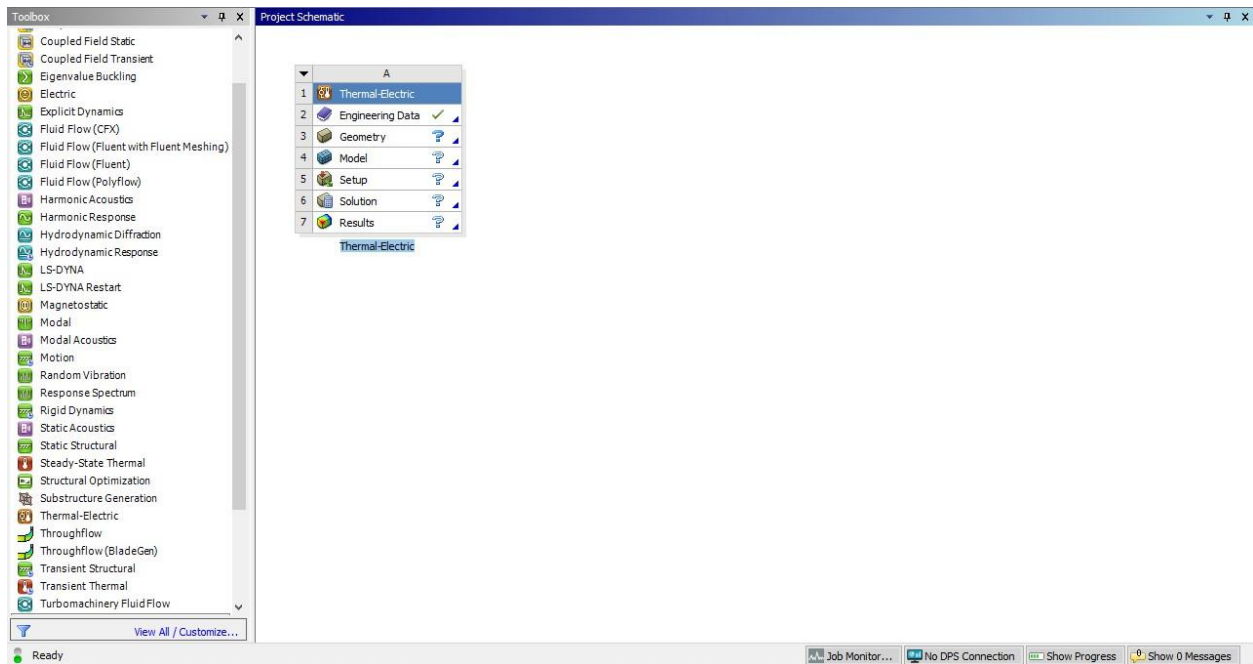 Toolbox
Project Schematic
Coupled Field Static
Coupled Field Transient
Eigenvalue Buckling
Electric
Explicit Dynamics
Fluid Flow (CFX)
Fluid Flow (Fluent with Fluent Meshing)
Fluid Flow (Fluent)
Fluid Flow (Polyflow)
Harmonic Acoustics
Harmonic Response
Hydrodynamic Diffraction
Hydrodynamic Response
LS-DYNA
LS-DYNA Restart
Magnetostatic
Modal
Modal Acoustics
Motion
Random Vibration
Response Spectrum
Rigid Dynamics
Static Acoustics
Static Structural
Steady-State Thermal
Structural Optimization
Substructure Generation
Thermal-Electric
Throughflow
Throughflow (BladeGen)
Transient Structural
Transient Thermal
Turbomachinery Fluid Flow
View All / Customize...
A
1 Thermal-Electric
2 Engineering Data
3 Geometry ?
4 Model ?
5 Setup ?
6 Solution ?
7 Results ?
Thermal-Electric
Ready
Job Monitor...
No DPS Connection
Show Progress
Show 0 Messages